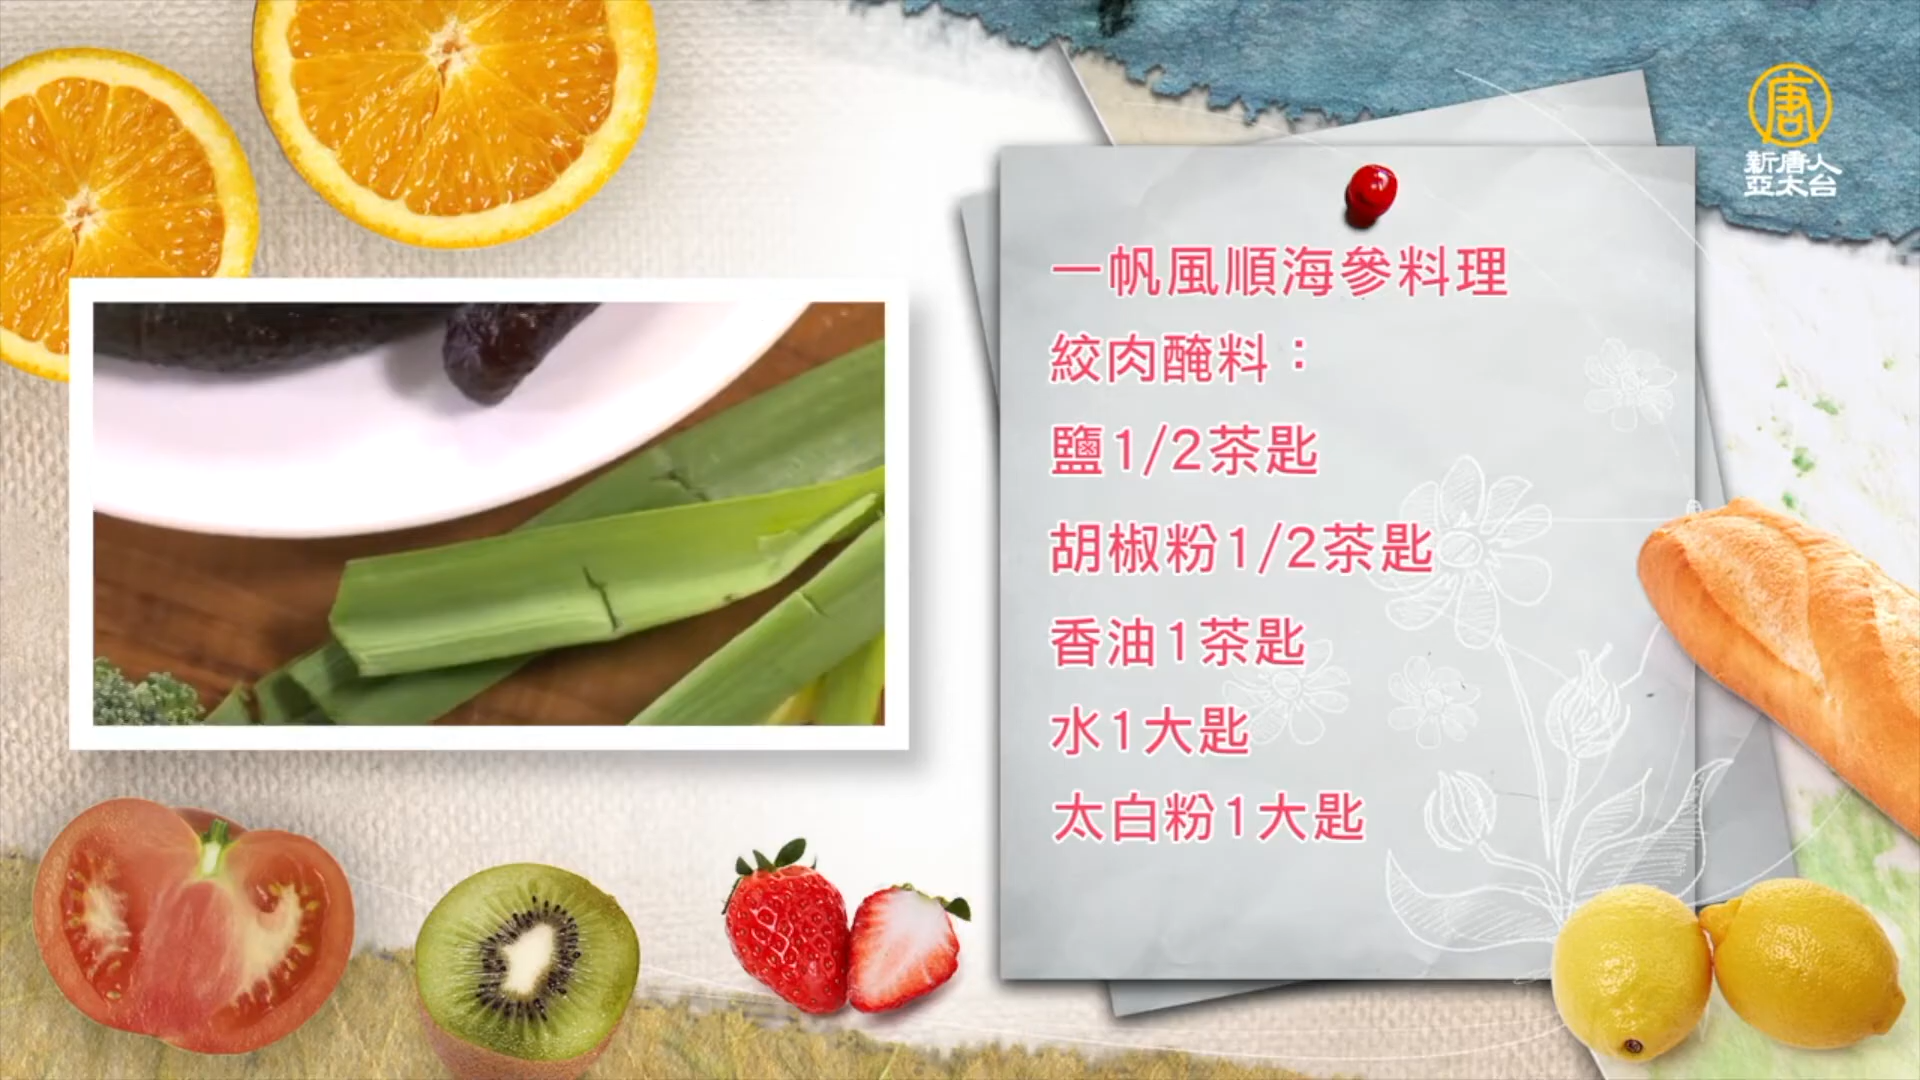 唐
新唐人
亞太台
一帆風順海參料理
絞肉醃料：
鹽1/2茶匙
胡椒粉1/2茶匙
香油1茶匙
水1大匙
太白粉1大匙